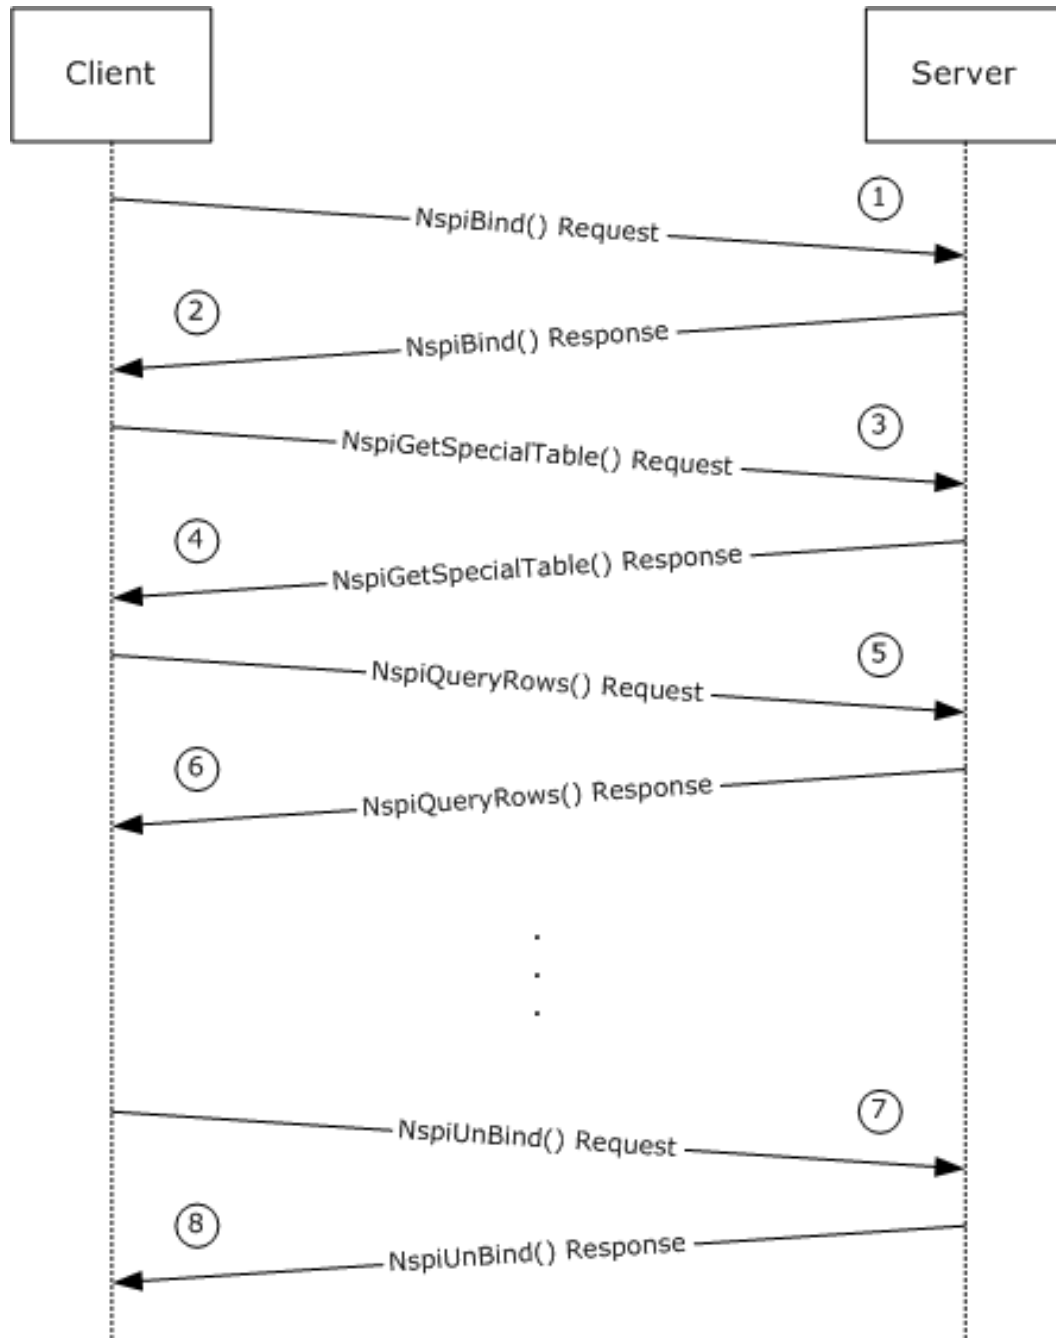 Client
Server
1
NspiBind() Request
2
NspiBind() Response
3
NspiGetSpecialTable() Request
4
NspiGetSpecialTable() Response
5
NspiQueryRows() Request
6
NspiQueryRows() Response
.
.
.
7
NspiUnBind() Request
8
NspiUnBind() Response